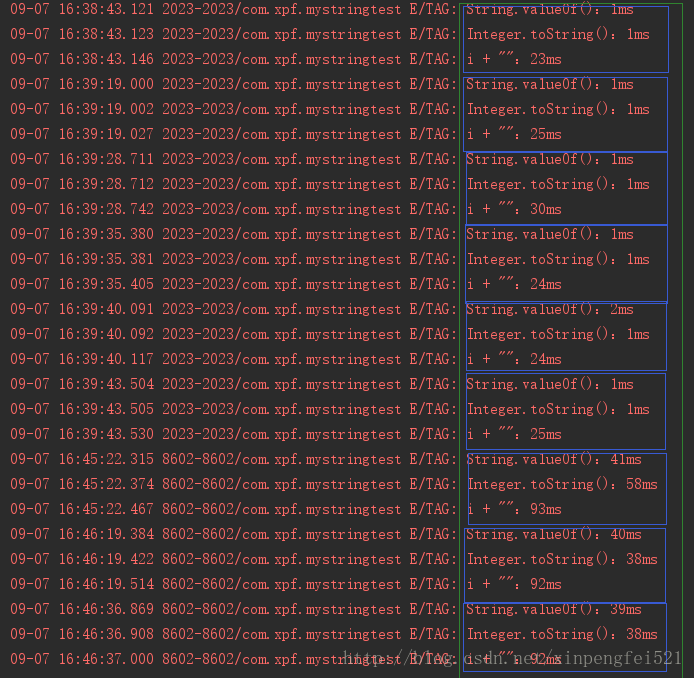 09-07 16:38:43.121 2023-2023/com.xpf.mystringtest E/TAG: String.valueOf(): 1ms
09-07 16:38:43.123 2023-2023/com.xpf.mystringtest E/TAG: Integer.toString(): 1ms
09-07 16:38:43.146 2023-2023/com.xpf.mystringtest E/TAG: i + "": 23ms
09-07 16:39:19.000 2023-2023/com.xpf.mystringtest E/TAG: String.valueOf(): 1ms
09-07 16:39:19.002 2023-2023/com.xpf.mystringtest E/TAG: Integer.toString(): 1ms
09-07 16:39:19.027 2023-2023/com.xpf.mystringtest E/TAG: i + "": 25ms
09-07 16:39:28.711 2023-2023/com.xpf.mystringtest E/TAG: String.valueOf(): 1ms
09-07 16:39:28.712 2023-2023/com.xpf.mystringtest E/TAG: Integer.toString(): 1ms
09-07 16:39:28.742 2023-2023/com.xpf.mystringtest E/TAG: i + "": 30ms
09-07 16:39:35.380 2023-2023/com.xpf.mystringtest E/TAG: String.valueOf(): 1ms
09-07 16:39:35.381 2023-2023/com.xpf.mystringtest E/TAG: Integer.toString(): 1ms
09-07 16:39:35.405 2023-2023/com.xpf.mystringtest E/TAG: i + "": 24ms
09-07 16:39:40.091 2023-2023/com.xpf.mystringtest E/TAG: String.valueOf(): 2ms
09-07 16:39:40.092 2023-2023/com.xpf.mystringtest E/TAG: Integer.toString(): 1ms
09-07 16:39:40.117 2023-2023/com.xpf.mystringtest E/TAG: i + "": 24ms
09-07 16:39:43.504 2023-2023/com.xpf.mystringtest E/TAG: String.valueOf(): 1ms
09-07 16:39:43.505 2023-2023/com.xpf.mystringtest E/TAG: Integer.toString(): 1ms
09-07 16:39:43.530 2023-2023/com.xpf.mystringtest E/TAG: i + "": 25ms
09-07 16:45:22.315 8602-8602/com.xpf.mystringtest E/TAG: String.valueOf(): 41ms
09-07 16:45:22.374 8602-8602/com.xpf.mystringtest E/TAG: Integer.toString(): 58ms
09-07 16:45:22.467 8602-8602/com.xpf.mystringtest E/TAG: i + "": 93ms
09-07 16:46:19.384 8602-8602/com.xpf.mystringtest E/TAG: String.valueOf(): 40ms
09-07 16:46:19.422 8602-8602/com.xpf.mystringtest E/TAG: Integer.toString(): 38ms
09-07 16:46:19.514 8602-8602/com.xpf.mystringtest E/TAG: i + "": 92ms
09-07 16:46:36.869 8602-8602/com.xpf.mystringtest E/TAG: String.valueOf(): 39ms
09-07 16:46:36.908 8602-8602/com.xpf.mystringtest E/TAG: Integer.toString(): 38ms
09-07 16:46:37.000 8602-8602/com.xpf.mystringtest E/TAG: i + "": 92ms
http://blog.csdn.net/xinpengfei521